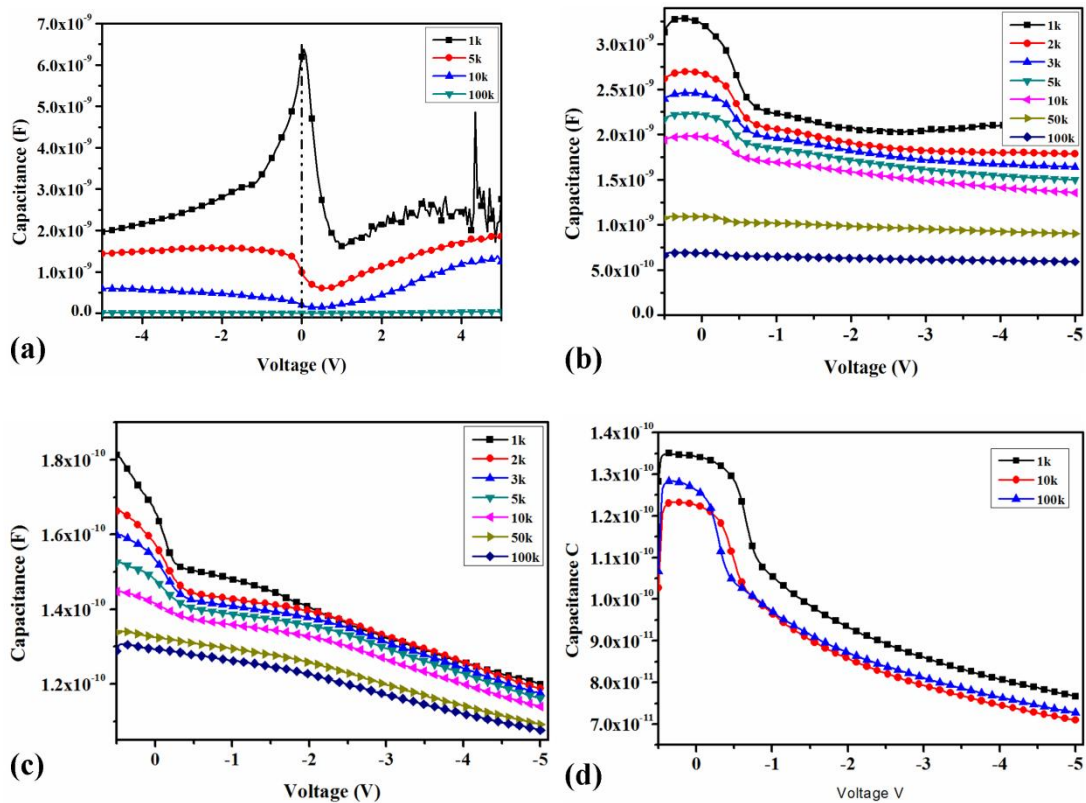 7.0x10⁻⁹
6.0x10⁻⁹
5.0x10⁻⁹
4.0x10⁻⁹
3.0x10⁻⁹
2.0x10⁻⁹
1.0x10⁻⁹
0.0
Capacitance (F)
1k
5k
10k
100k
-4 -2 0 2 4
Voltage (V)
(a)
3.0x10⁻⁹
2.5x10⁻⁹
2.0x10⁻⁹
1.5x10⁻⁹
1.0x10⁻⁹
5.0x10⁻¹⁰
0.0
Capacitance (F)
1k
2k
3k
5k
10k
50k
100k
0 -1 -2 -3 -4 -5
Voltage (V)
(b)
1.8x10⁻¹⁰
1.6x10⁻¹⁰
1.4x10⁻¹⁰
1.2x10⁻¹⁰
Capacitance (F)
1k
2k
3k
5k
10k
50k
100k
0 -1 -2 -3 -4 -5
Voltage (V)
(c)
1.4x10⁻¹⁰
1.3x10⁻¹⁰
1.2x10⁻¹⁰
1.1x10⁻¹⁰
1.0x10⁻¹⁰
9.0x10⁻¹¹
8.0x10⁻¹¹
7.0x10⁻¹¹
Capacitance C
1k
10k
100k
0 -1 -2 -3 -4 -5
Voltage V
(d)